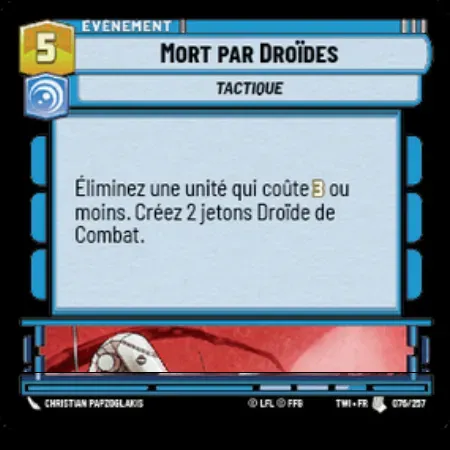 ÉVÉNEMENT
5
MORT PAR DROÏDES
TACTIQUE
Éliminez une unité qui coûte 3 ou
moins. Créez 2 jetons Droïde de
Combat.
CHRISTIAN PAPZOGLAKIS © LFL © FFG TWI • FR 076/257